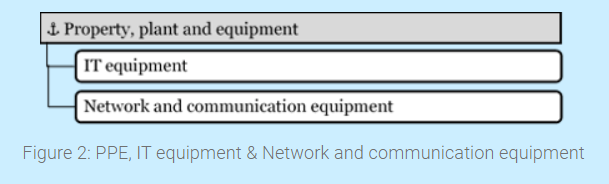 ⚓ Property, plant and equipment
IT equipment
Network and communication equipment
Figure 2: PPE, IT equipment & Network and communication equipment